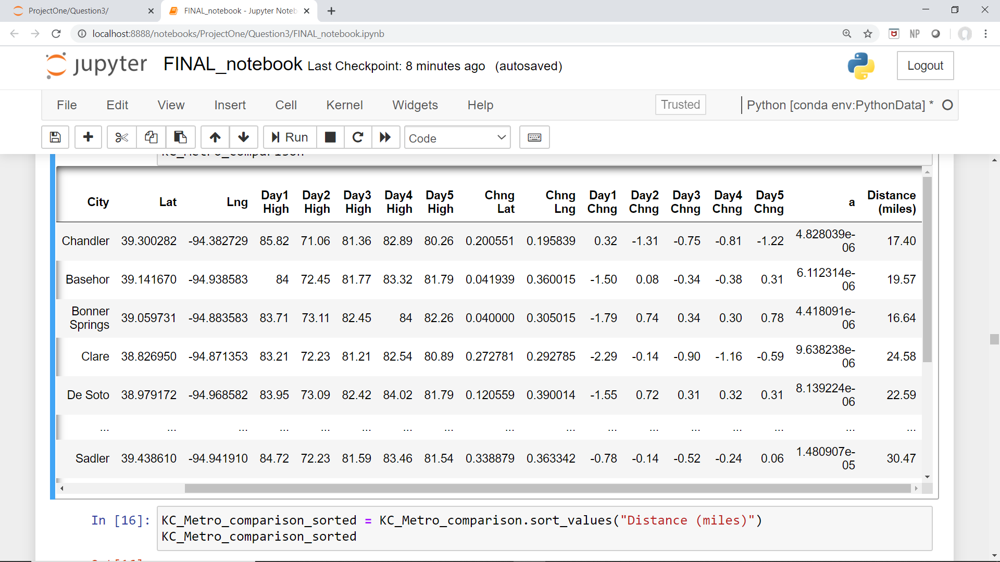 ProjectOne/Question3/
FINAL_notebook - Jupyter Noteb
localhost:8888/notebooks/ProjectOne/Question3/FINAL_notebook.ipynb
NP
jupyter FINAL_notebook Last Checkpoint: 8 minutes ago (autosaved)
Logout
File Edit View Insert Cell Kernel Widgets Help
Trusted
Python [conda env:PythonData] *
Run
Code
KC_Metro_comparison
City Lat Lng Day1 High Day2 High Day3 High Day4 High Day5 High Chng Lat Chng Lng Day1 Chng Day2 Chng Day3 Chng Day4 Chng Day5 Chng a Distance (miles)
Chandler 39.300282 -94.382729 85.82 71.06 81.36 82.89 80.26 0.200551 0.195839 0.32 -1.31 -0.75 -0.81 -1.22 4.828039e-06 17.40
Basehor 39.141670 -94.938583 84 72.45 81.77 83.32 81.79 0.041939 0.360015 -1.50 0.08 -0.34 -0.38 0.31 6.112314e-06 19.57
Bonner Springs 39.059731 -94.883583 83.71 73.11 82.45 84 82.26 0.040000 0.305015 -1.79 0.74 0.34 0.30 0.78 4.418091e-06 16.64
Clare 38.826950 -94.871353 83.21 72.23 81.21 82.54 80.89 0.272781 0.292785 -2.29 -0.14 -0.90 -1.16 -0.59 9.638238e-06 24.58
De Soto 38.979172 -94.968582 83.95 73.09 82.42 84.02 81.79 0.120559 0.390014 -1.55 0.72 0.31 0.32 0.31 8.139224e-06 22.59
... ... ... ... ... ... ... ... ... ... ... ... ... ... ... ... ...
Sadler 39.438610 -94.941910 84.72 72.23 81.59 83.46 81.54 0.338879 0.363342 -0.78 -0.14 -0.52 -0.24 0.06 1.480907e-05 30.47
In [16]: KC_Metro_comparison_sorted = KC_Metro_comparison.sort_values("Distance (miles)")
KC_Metro_comparison_sorted